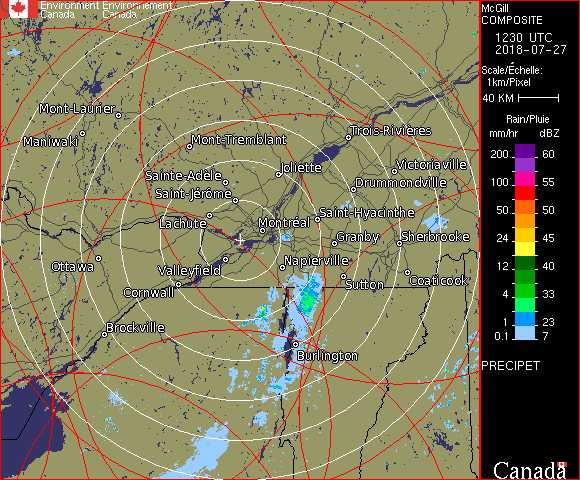 Environment Environnement
Canada Canada
McGill
COMPOSITE
1230 UTC
2018-07-27
Scale/Échelle:
1km/Pixel
40 KM
Rain/Pluie
mm/hr dBZ
200 60
100 55
50 50
24 45
12 40
4 33
2 28
1 23
0.1 7
PRECIPET
Canada
Mont-Laurier
Maniwaki
Mont-Tremblant
Trois-Rivières
Sainte-Adèle
Joliette
Victoriaville
Saint-Jérôme
Drummondville
Lachute
Montréal
Saint-Hyacinthe
Granby
Sherbrooke
Ottawa
Valleyfield
Napierville
Sutton
Coaticook
Cornwall
Brockville
Burlington